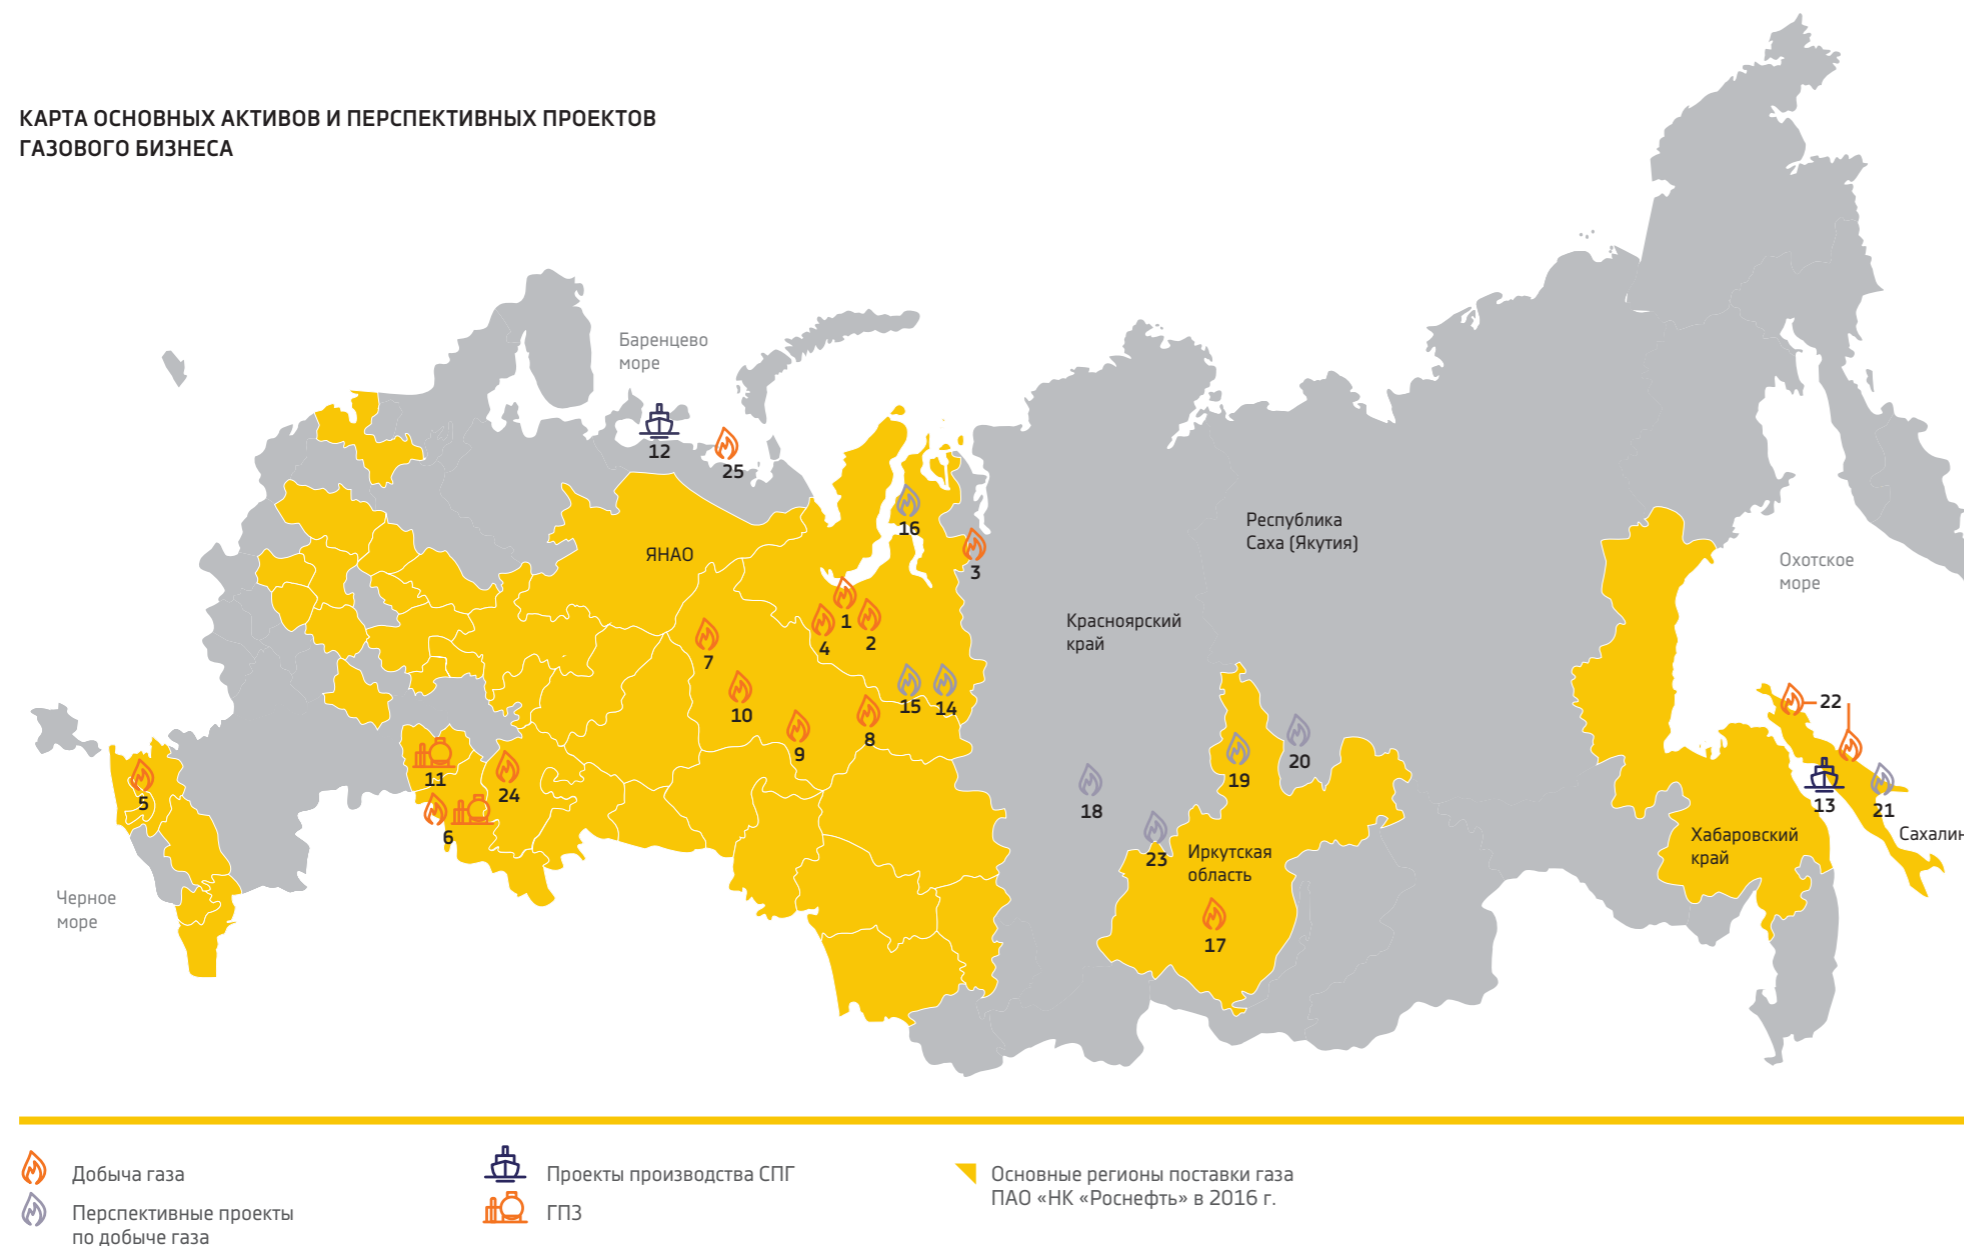 КАРТА ОСНОВНЫХ АКТИВОВ И ПЕРСПЕКТИВНЫХ ПРОЕКТОВ
ГАЗОВОГО БИЗНЕСА
Баренцево
море
12
25
16
ЯНАО
3
Республика
Саха (Якутия)
Охотское
море
1
2
4
Красноярский
край
7
10
15
14
9
8
22
11
24
5
6
18
19
20
13
21
Сахалин
23
Иркутская
область
Хабаровский
край
17
Черное
море
Добыча газа
Перспективные проекты
по добыче газа
Проекты производства СПГ
ГПЗ
Основные регионы поставки газа
ПАО «НК «Роснефть» в 2016 г.